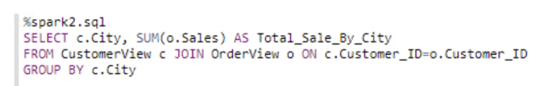 %spark2.sql
SELECT c.City, SUM(o.Sales) AS Total_Sale_By_City
FROM CustomerView c JOIN OrderView o ON c.Customer_ID=o.Customer_ID
GROUP BY c.City